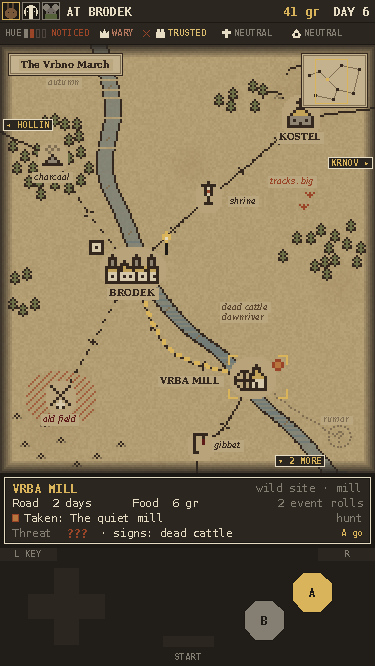 AT BRODEK 41 gr DAY 6
HUE NOTICED WARY TRUSTED NEUTRAL NEUTRAL
The Vrbno March
autumn
◂ HOLLIN
KOSTEL
KRNOV ▸
charcoal
tracks. big
shrine
BRODEK
dead cattle
downriver
VRBA MILL
old field
rumor
gibbet
▾ 2 MORE
VRBA MILL wild site · mill
Road 2 days Food 6 gr 2 event rolls
Taken: The quiet mill hunt
Threat ??? · signs: dead cattle A go
L KEY R
A
B
START